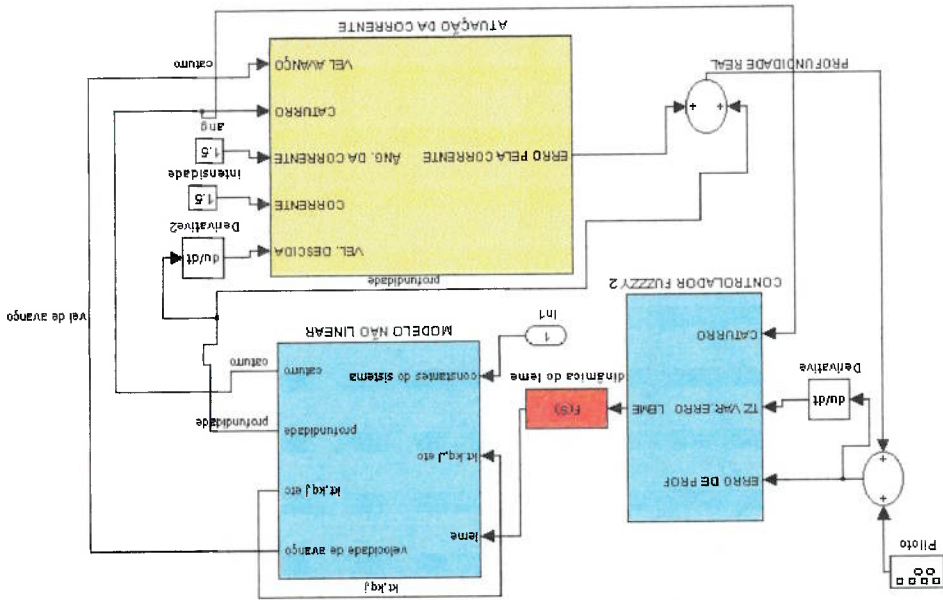 Piloto
+
+
ERRO DE PROF
TZ VAR.ERRO
LEME
CATURRO
CONTROLADOR FUZZZY 2
du/dt
Derivative
F(S)
dinâmica do leme
kt,kq,j
leme
kt,kq,j etc
constantes do sistema
velocidade de avanço
kt,kq,j etc
profundidade
caturro
MODELO NÃO LINEAR
1
In1
profundidade
caturro
vel de avanço
profundidade
du/dt
Derivative2
1.5
intensidade
1.5
ang
VEL. DESCIDA
CORRENTE
ÂNG. DA CORRENTE
CATURRO
VEL AVANÇO
ERRO PELA CORRENTE
ATUAÇÃO DA CORRENTE
caturro
+
+
PROFUNDIDADE REAL